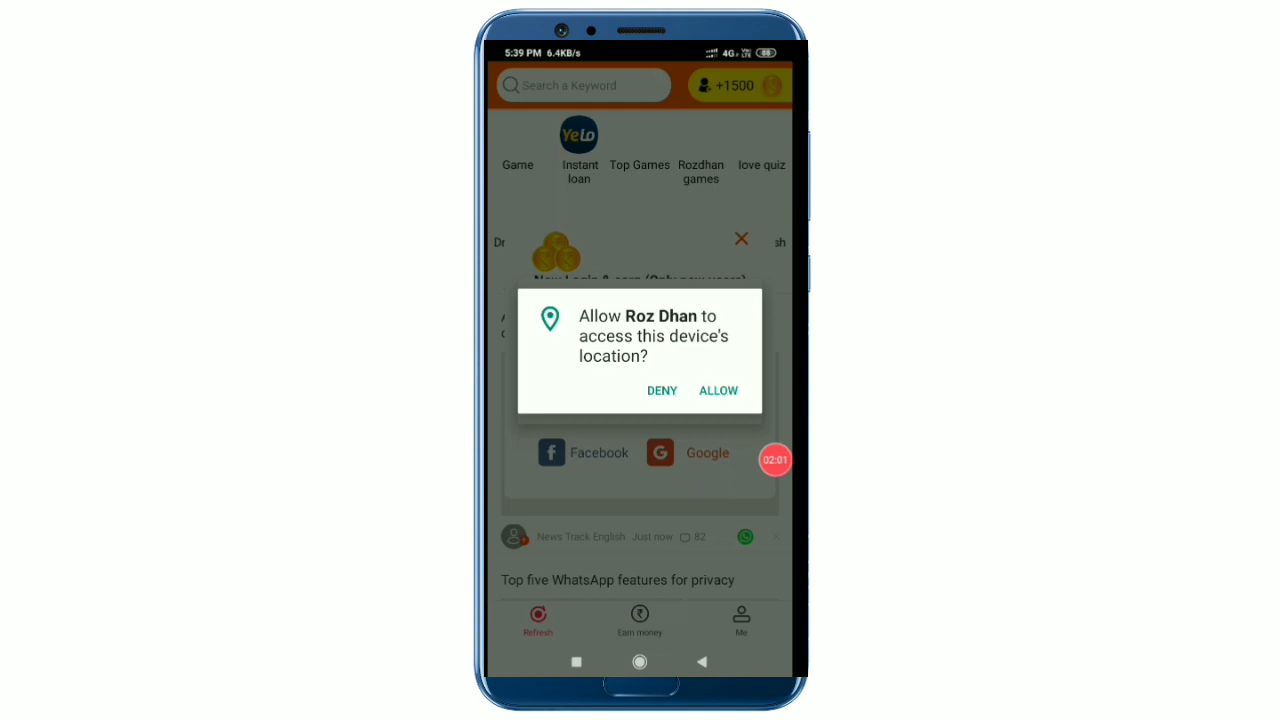 5:39 PM 6.4KB/s 4G
Search a Keyword +1500
YeLo
Game Instant loan Top Games Rozdhan games love quiz
Dr sh
New Login & earn (Only new users)
Allow Roz Dhan to
access this device's
location?
DENY ALLOW
f Facebook G Google
02:01
News Track English Just now 82
Top five WhatsApp features for privacy
Refresh Earn money Me